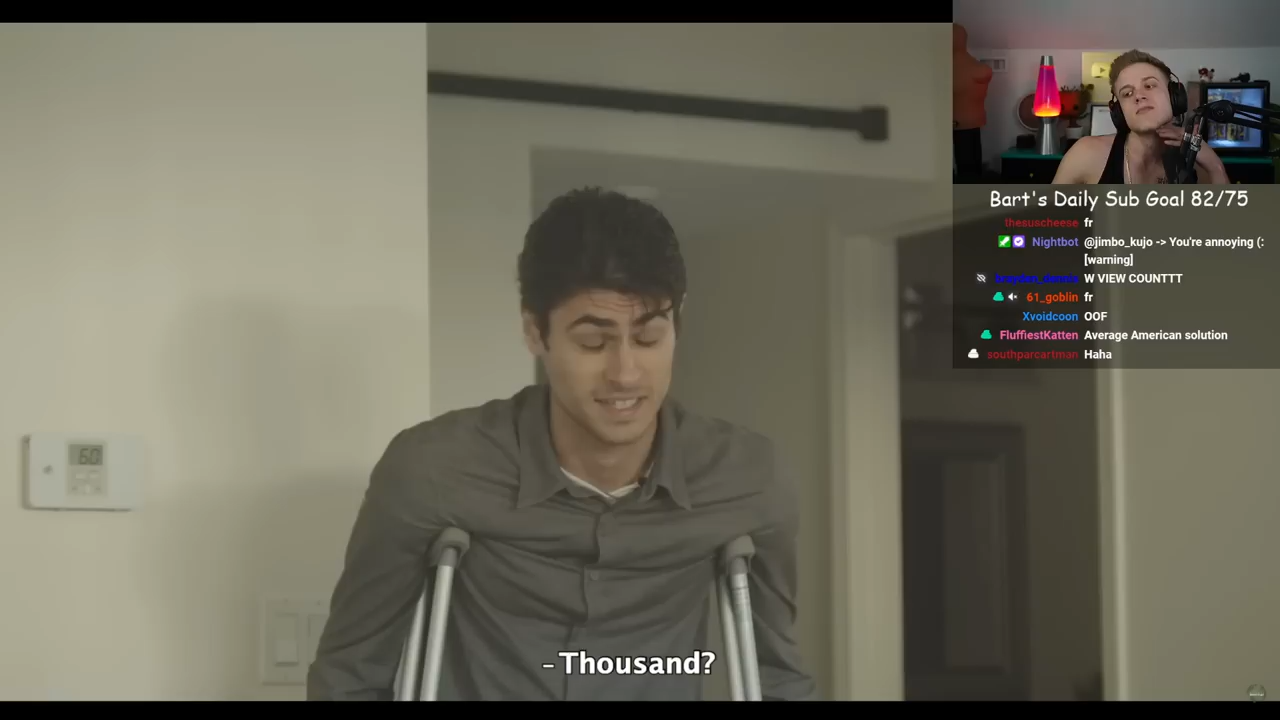 Bart's Daily Sub Goal 82/75
thesuscheese fr
Nightbot @jimbo_kujo -> You're annoying (:
[warning]
W VIEW COUNTTT
61_goblin fr
Xvoidcoon OOF
FluffiestKatten Average American solution
southparcartman Haha
60
- Thousand?